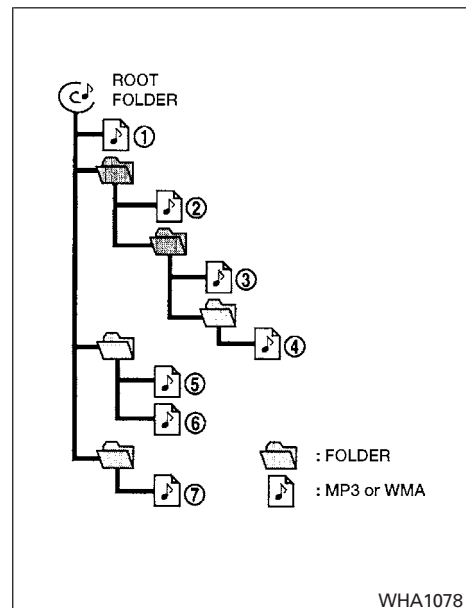 ROOT
FOLDER
①
②
③
④
⑤
⑥
: FOLDER
⑦
: MP3 or WMA
WHA1078